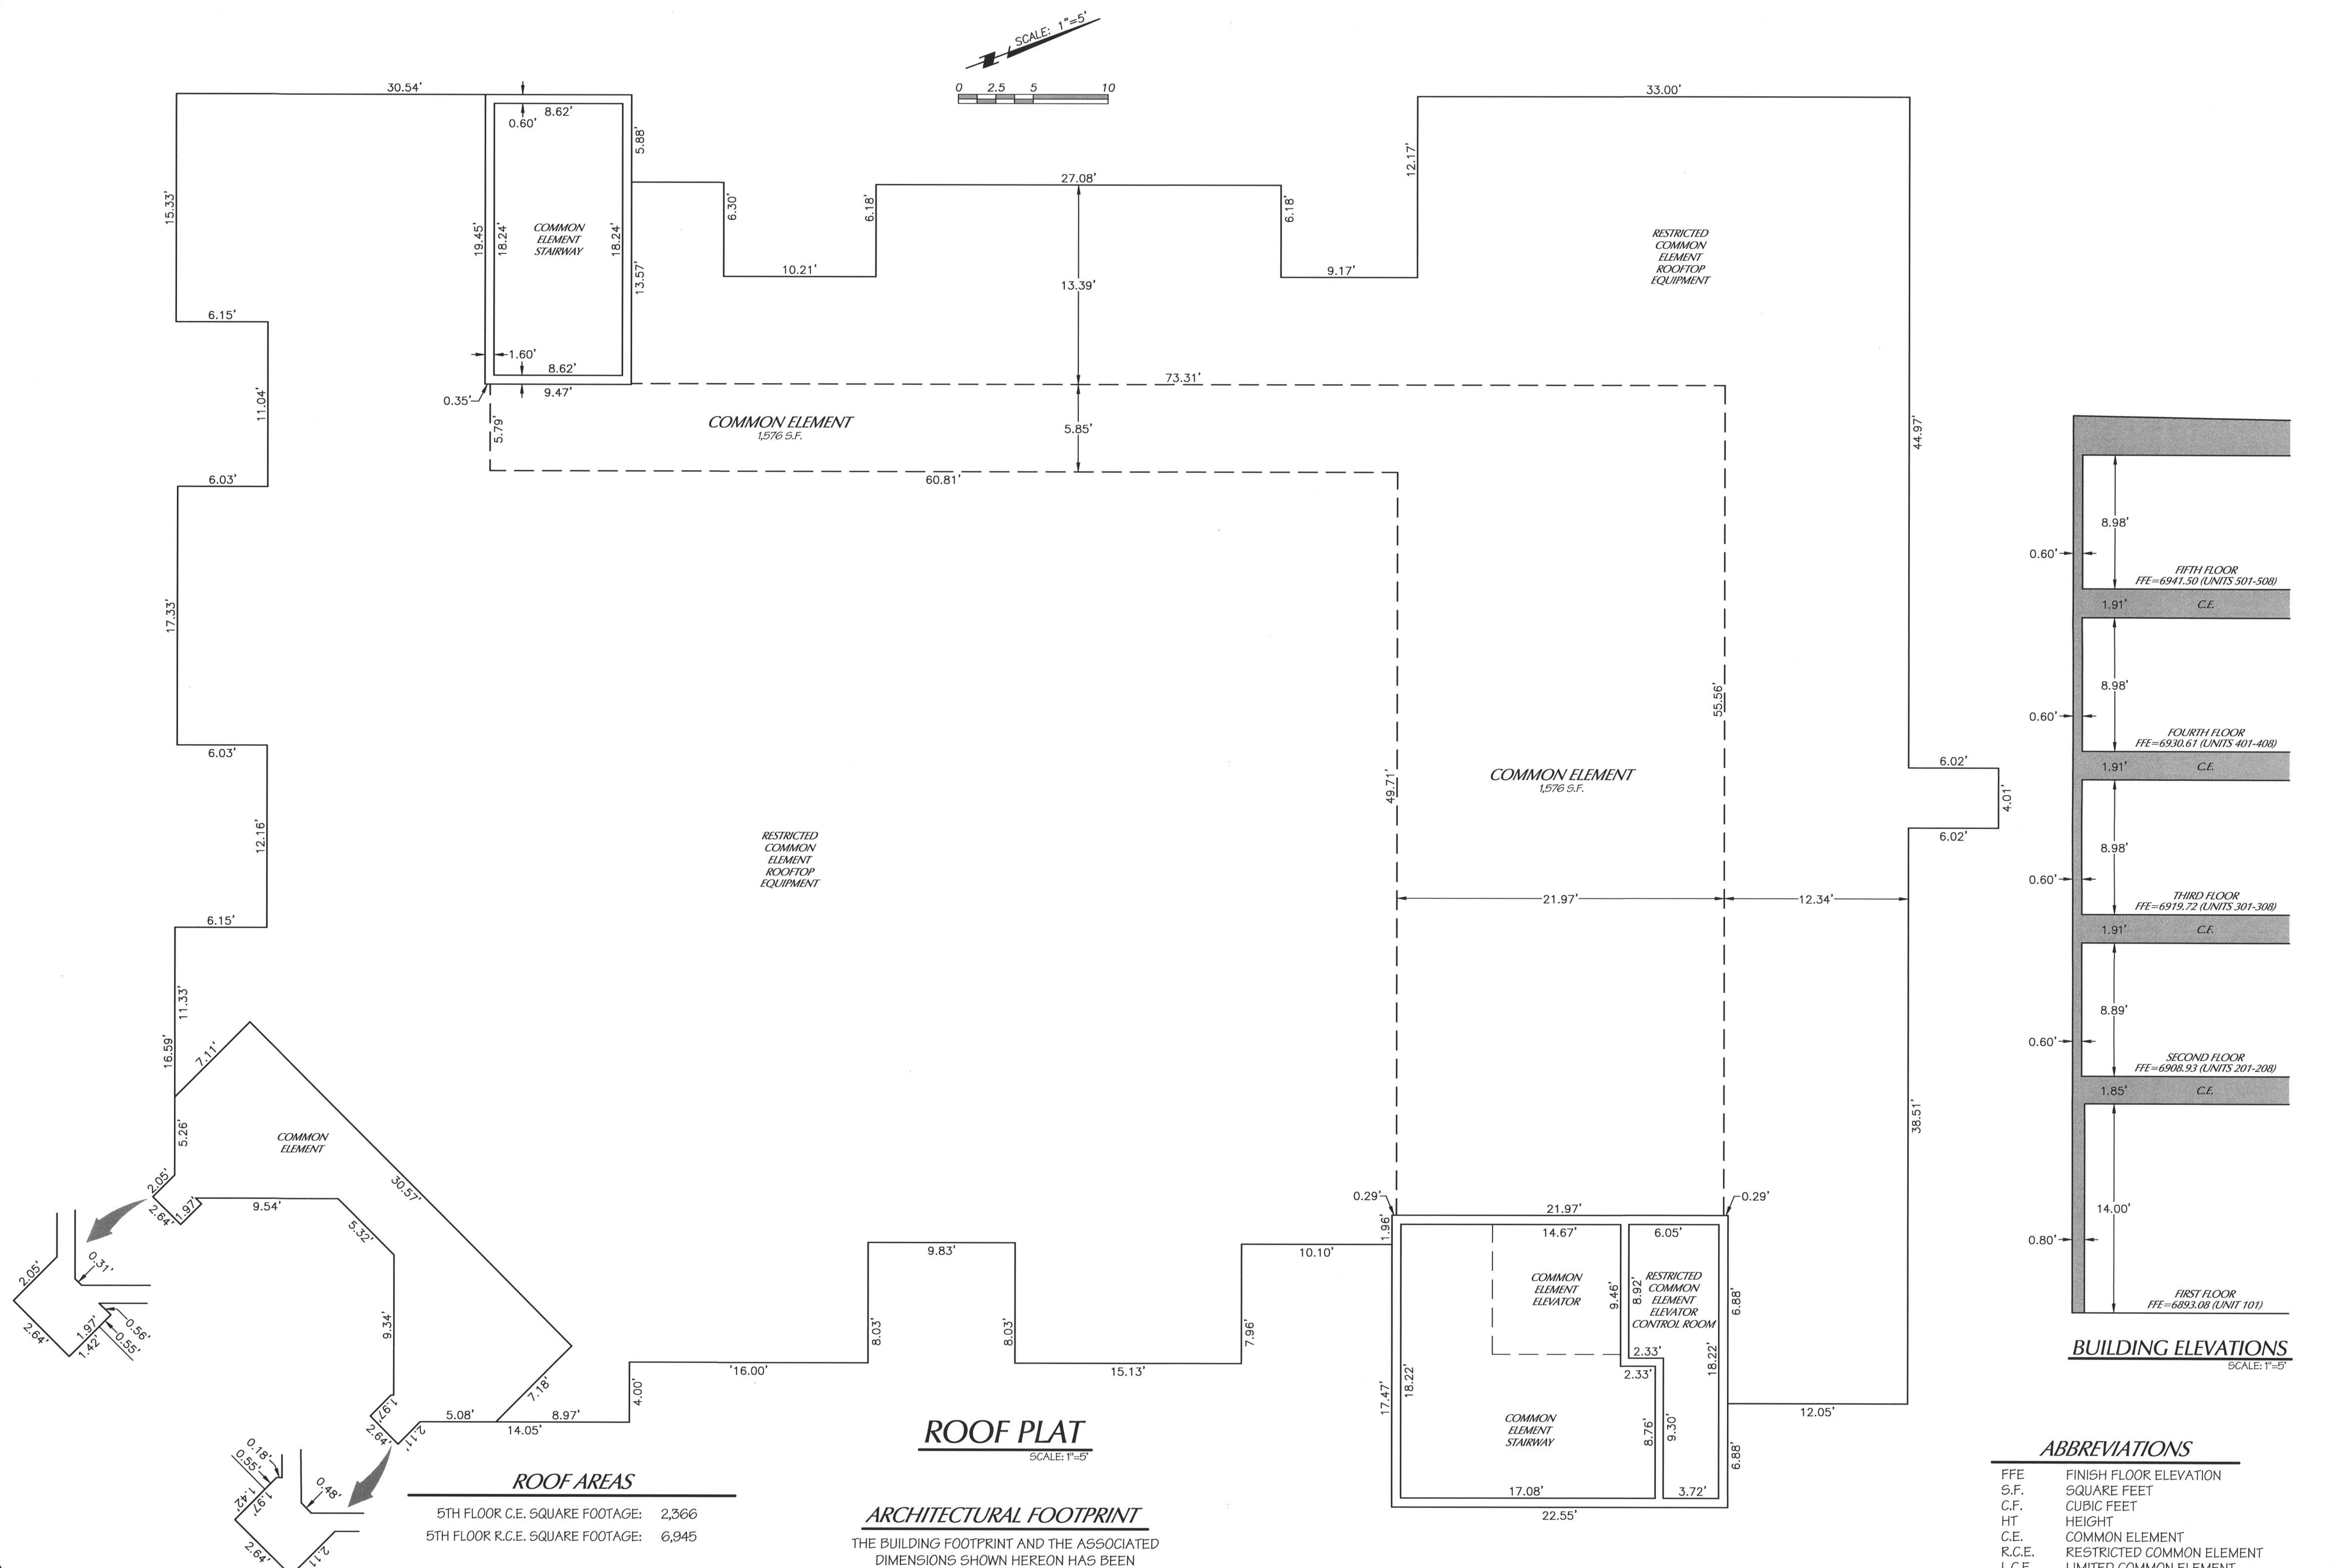 SCALE: 1"=5'
0 2.5 5 10
30.54'
8.62'
0.60'
5.88'
33.00'
15.33'
19.45'
18.24'
COMMON
ELEMENT
STAIRWAY
18.24'
13.57'
6.30'
6.18'
27.08'
6.18'
12.17'
10.21'
9.17'
13.39'
RESTRICTED
COMMON
ELEMENT
ROOFTOP
EQUIPMENT
6.15'
1.60'
8.62'
9.47'
0.35'
73.31'
11.04'
5.79'
COMMON ELEMENT
1,576 S.F.
5.85'
44.97'
6.03'
60.81'
17.33'
6.03'
12.16'
6.15'
RESTRICTED
COMMON
ELEMENT
ROOFTOP
EQUIPMENT
49.71'
55.56'
COMMON ELEMENT
1,576 S.F.
6.02'
4.01'
6.02'
21.97'
12.34'
38.51'
11.33'
16.59'
7.11'
5.26'
COMMON
ELEMENT
30.57'
2.05'
2.64'
1.97'
9.54'
5.32'
9.34'
0.31'
2.05'
2.64'
1.97'
1.42'
0.56'
0.55'
1.97'
2.64'
2.11'
5.08'
7.18'
8.97'
14.05'
4.00'
'16.00'
8.03'
9.83'
8.03'
15.13'
7.96'
10.10'
0.29'
0.29'
1.96'
21.97'
14.67'
6.05'
COMMON
ELEMENT
ELEVATOR
9.46'
8.92'
RESTRICTED
COMMON
ELEMENT
ELEVATOR
CONTROL ROOM
6.88'
2.33'
2.33'
18.22'
17.47'
18.22'
COMMON
ELEMENT
STAIRWAY
8.76'
9.30'
12.05'
6.88'
17.08'
3.72'
22.55'
0.18'
0.55'
1.42'
1.97'
0.48'
2.64'
2.11
ROOF PLAT
SCALE: 1"=5'
ROOF AREAS
5TH FLOOR C.E. SQUARE FOOTAGE: 2,366
5TH FLOOR R.C.E. SQUARE FOOTAGE: 6,945
ARCHITECTURAL FOOTPRINT
THE BUILDING FOOTPRINT AND THE ASSOCIATED
DIMENSIONS SHOWN HEREON HAS BEEN
8.98'
0.60'
FIFTH FLOOR
FFE=6941.50 (UNITS 501-508)
1.91' C.E.
8.98'
0.60'
FOURTH FLOOR
FFE=6930.61 (UNITS 401-408)
1.91' C.E.
8.98'
0.60'
THIRD FLOOR
FFE=6919.72 (UNITS 301-308)
1.91' C.E.
8.89'
0.60'
SECOND FLOOR
FFE=6908.93 (UNITS 201-208)
1.85' C.E.
14.00'
0.80'
FIRST FLOOR
FFE=6893.08 (UNIT 101)
BUILDING ELEVATIONS
SCALE: 1"=5'
ABBREVIATIONS
FFE FINISH FLOOR ELEVATION
S.F. SQUARE FEET
C.F. CUBIC FEET
HT HEIGHT
C.E. COMMON ELEMENT
R.C.E. RESTRICTED COMMON ELEMENT
L.C.E. LIMITED COMMON ELEMENT